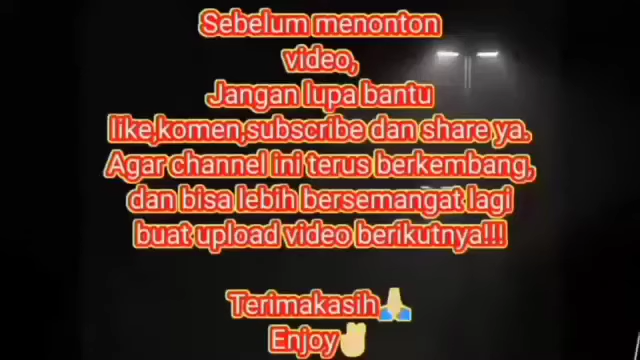 Sebelum menonton
video,
Jangan lupa bantu
like,komen,subscribe dan share ya.
Agar channel ini terus berkembang,
dan bisa lebih bersemangat lagi
buat upload video berikutnya!!!
Terimakasih🙏
Enjoy✌